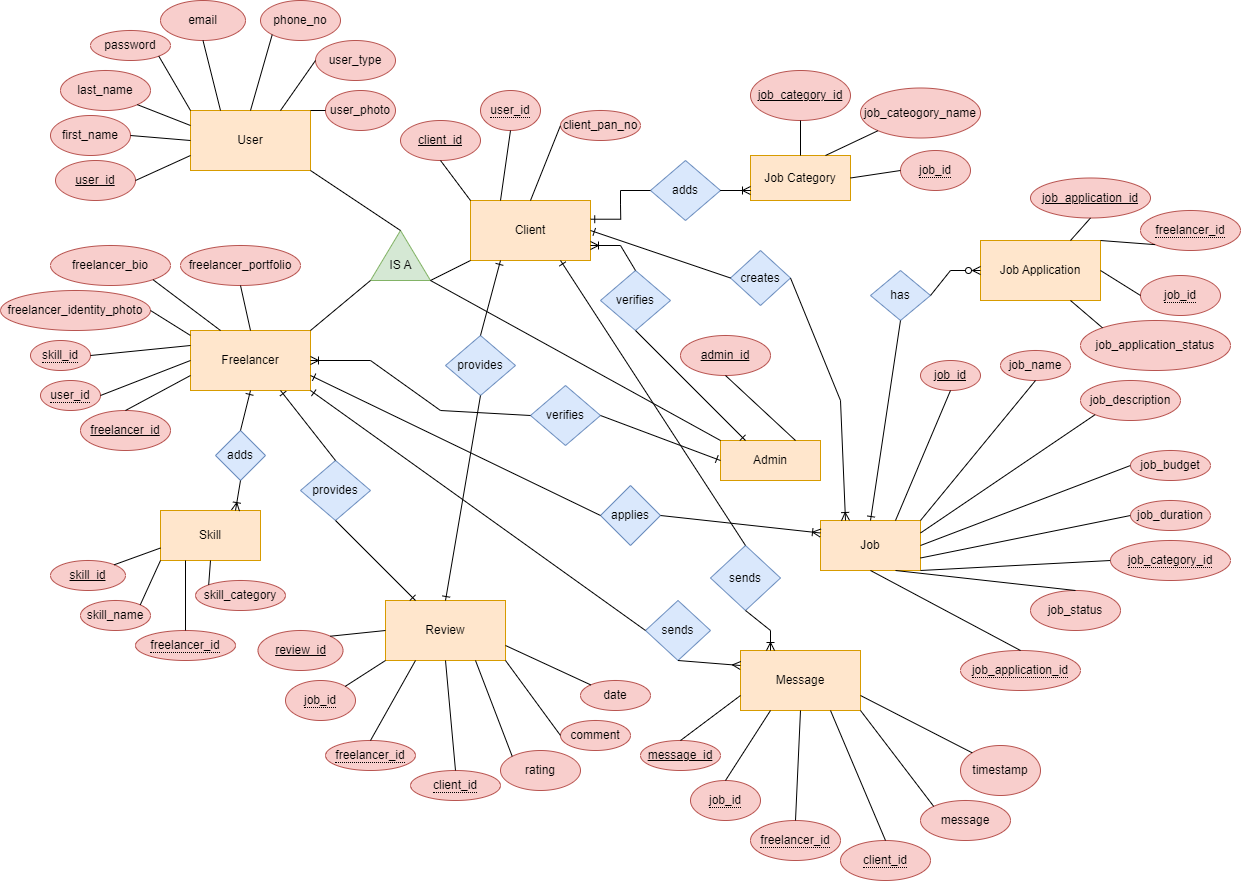 email
phone_no
password
user_type
last_name
user_photo
first_name
User
user_id
user_id
client_id
client_pan_no
job_category_id
job_cateogory_name
job_id
Job Category
adds
Client
job_application_id
freelancer_id
Job Application
job_id
job_application_status
has
creates
IS A
verifies
freelancer_bio
freelancer_portfolio
freelancer_identity_photo
skill_id
Freelancer
user_id
freelancer_id
provides
admin_id
verifies
Admin
job_id
job_name
job_description
job_budget
job_duration
job_category_id
job_status
job_application_id
Job
applies
adds
provides
Skill
skill_id
skill_name
skill_category
freelancer_id
sends
sends
Review
review_id
job_id
freelancer_id
client_id
rating
comment
date
Message
message_id
job_id
freelancer_id
client_id
message
timestamp